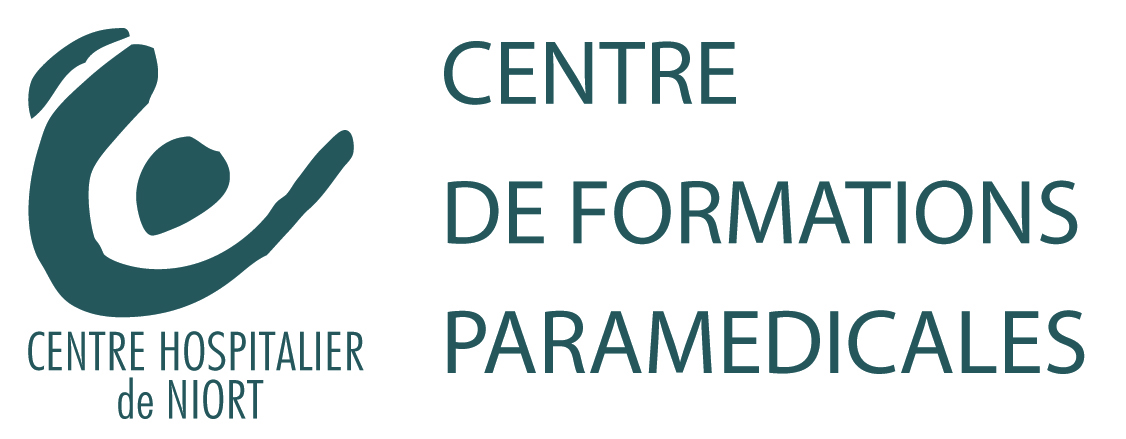 CENTRE HOSPITALIER
de NIORT
CENTRE
DE FORMATIONS
PARAMEDICALES